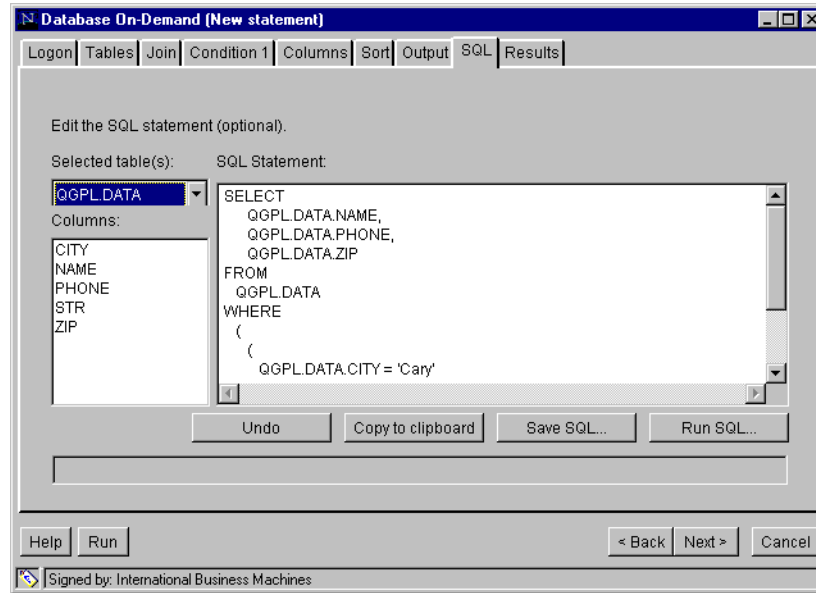 Database On-Demand (New statement)
Logon Tables Join Condition 1 Columns Sort Output SQL Results
Edit the SQL statement (optional).
Selected table(s): SQL Statement:
QGPL.DATA
Columns:
CITY
NAME
PHONE
STR
ZIP
SELECT
QGPL.DATA.NAME,
QGPL.DATA.PHONE,
QGPL.DATA.ZIP
FROM
QGPL.DATA
WHERE
(
(
QGPL.DATA.CITY = 'Cary'
Undo Copy to clipboard Save SQL... Run SQL...
Help Run < Back Next > Cancel
Signed by: International Business Machines